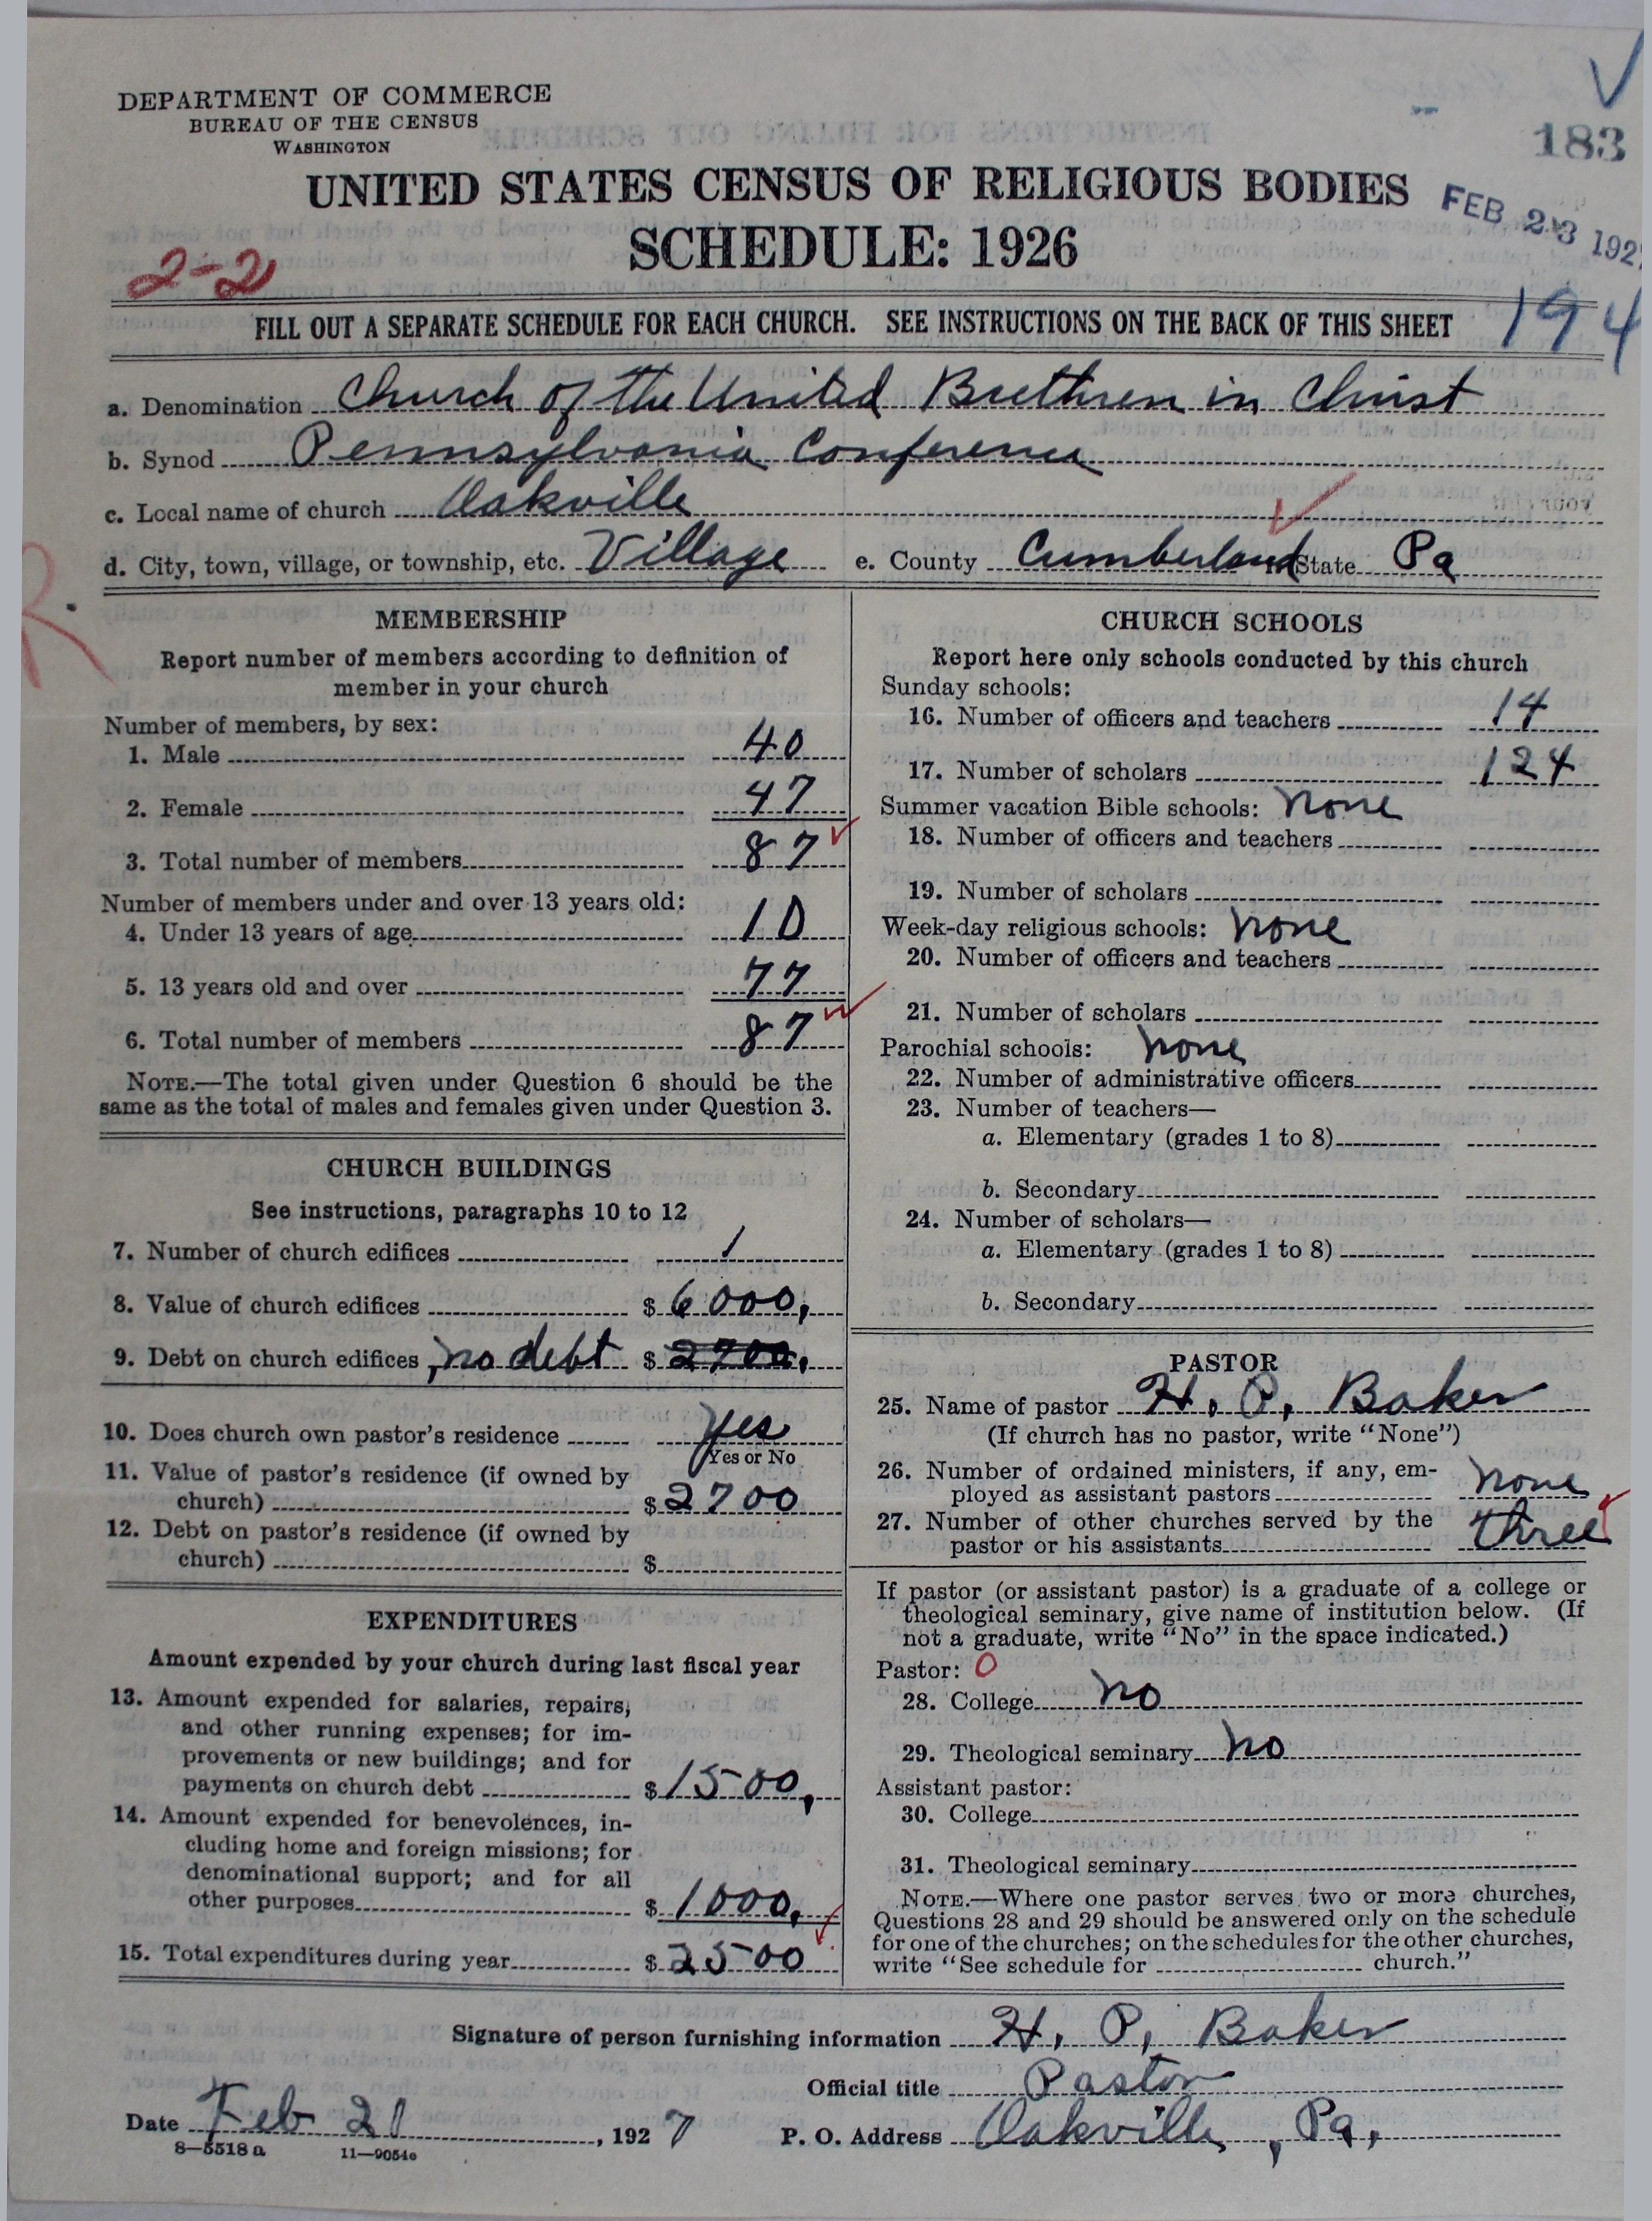 DEPARTMENT OF COMMERCE
BUREAU OF THE CENSUS
WASHINGTON
183
UNITED STATES CENSUS OF RELIGIOUS BODIES
SCHEDULE: 1926
FEB 23 192
2-2
194
FILL OUT A SEPARATE SCHEDULE FOR EACH CHURCH. SEE INSTRUCTIONS ON THE BACK OF THIS SHEET
a. Denomination Church of the United Brethren in Christ
b. Synod Pennsylvania Conference
c. Local name of church Oakville
d. City, town, village, or township, etc. Village e. County Cumberland State Pa
R
MEMBERSHIP
Report number of members according to definition of
member in your church
Number of members, by sex:
1. Male 40
2. Female 47
3. Total number of members 87
Number of members under and over 13 years old:
4. Under 13 years of age 10
5. 13 years old and over 77
6. Total number of members 87
NOTE.—The total given under Question 6 should be the
same as the total of males and females given under Question 3.
CHURCH BUILDINGS
See instructions, paragraphs 10 to 12
7. Number of church edifices 1
8. Value of church edifices $ 6000,
9. Debt on church edifices, no debt $ 2700.
10. Does church own pastor's residence Yes
Yes or No
11. Value of pastor's residence (if owned by
church) $ 2700
12. Debt on pastor's residence (if owned by
church) $
EXPENDITURES
Amount expended by your church during last fiscal year
13. Amount expended for salaries, repairs,
and other running expenses; for im-
provements or new buildings; and for
payments on church debt $ 1500,
14. Amount expended for benevolences, in-
cluding home and foreign missions; for
denominational support; and for all
other purposes $ 1000,
15. Total expenditures during year $ 2500
CHURCH SCHOOLS
Report here only schools conducted by this church
Sunday schools:
16. Number of officers and teachers 14
17. Number of scholars 124
Summer vacation Bible schools: none
18. Number of officers and teachers
19. Number of scholars
Week-day religious schools: none
20. Number of officers and teachers
21. Number of scholars
Parochial schools: none
22. Number of administrative officers
23. Number of teachers—
a. Elementary (grades 1 to 8)
b. Secondary
24. Number of scholars—
a. Elementary (grades 1 to 8)
b. Secondary
PASTOR
25. Name of pastor H. P. Baker
(If church has no pastor, write "None")
26. Number of ordained ministers, if any, em-
ployed as assistant pastors none
27. Number of other churches served by the
pastor or his assistants three
If pastor (or assistant pastor) is a graduate of a college or
theological seminary, give name of institution below. (If
not a graduate, write "No" in the space indicated.)
Pastor: 0
28. College no
29. Theological seminary no
Assistant pastor:
30. College
31. Theological seminary
NOTE.—Where one pastor serves two or more churches,
Questions 28 and 29 should be answered only on the schedule
for one of the churches; on the schedules for the other churches,
write "See schedule for church."
Signature of person furnishing information H. P. Baker
Official title Pastor
Date Feb 21, 1927 P. O. Address Oakville, Pa,
8—5518 a 11—9054c